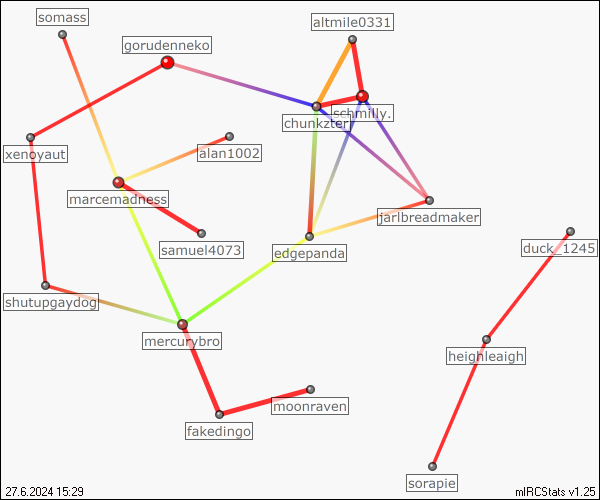 somass
altmile0331
gorudenneko
schmilly.
chunkzter
xenoyaut
alan1002
marcemadness
jarlbreadmaker
samuel4073
edgepanda
duck_1245
shutupgaydog
mercurybro
heighleaigh
moonraven
fakedingo
sorapie
27.6.2024 15:29
mIRCStats v1.25